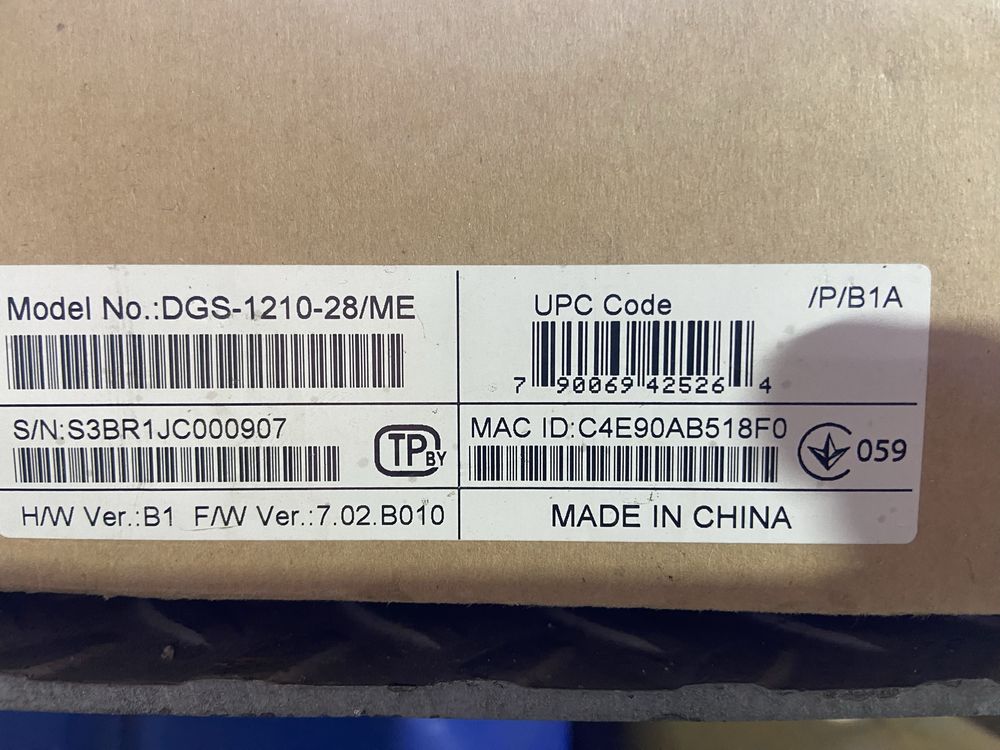 Model No.:DGS-1210-28/ME
UPC Code
/P/B1A
7 90069 42526 4
S/N:S3BR1JC000907
TP BY
MAC ID:C4E90AB518F0
059
H/W Ver.:B1 F/W Ver.:7.02.B010
MADE IN CHINA